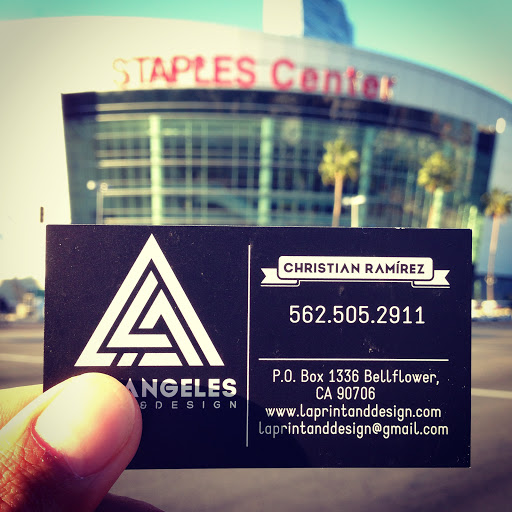 STAPLES Center
CHRISTIAN RAMÍREZ
562.505.2911
ANGELES
&DESIGN
P.O. Box 1336 Bellflower,
CA 90706
www.laprintanddesign.com
laprintanddesign@gmail.com